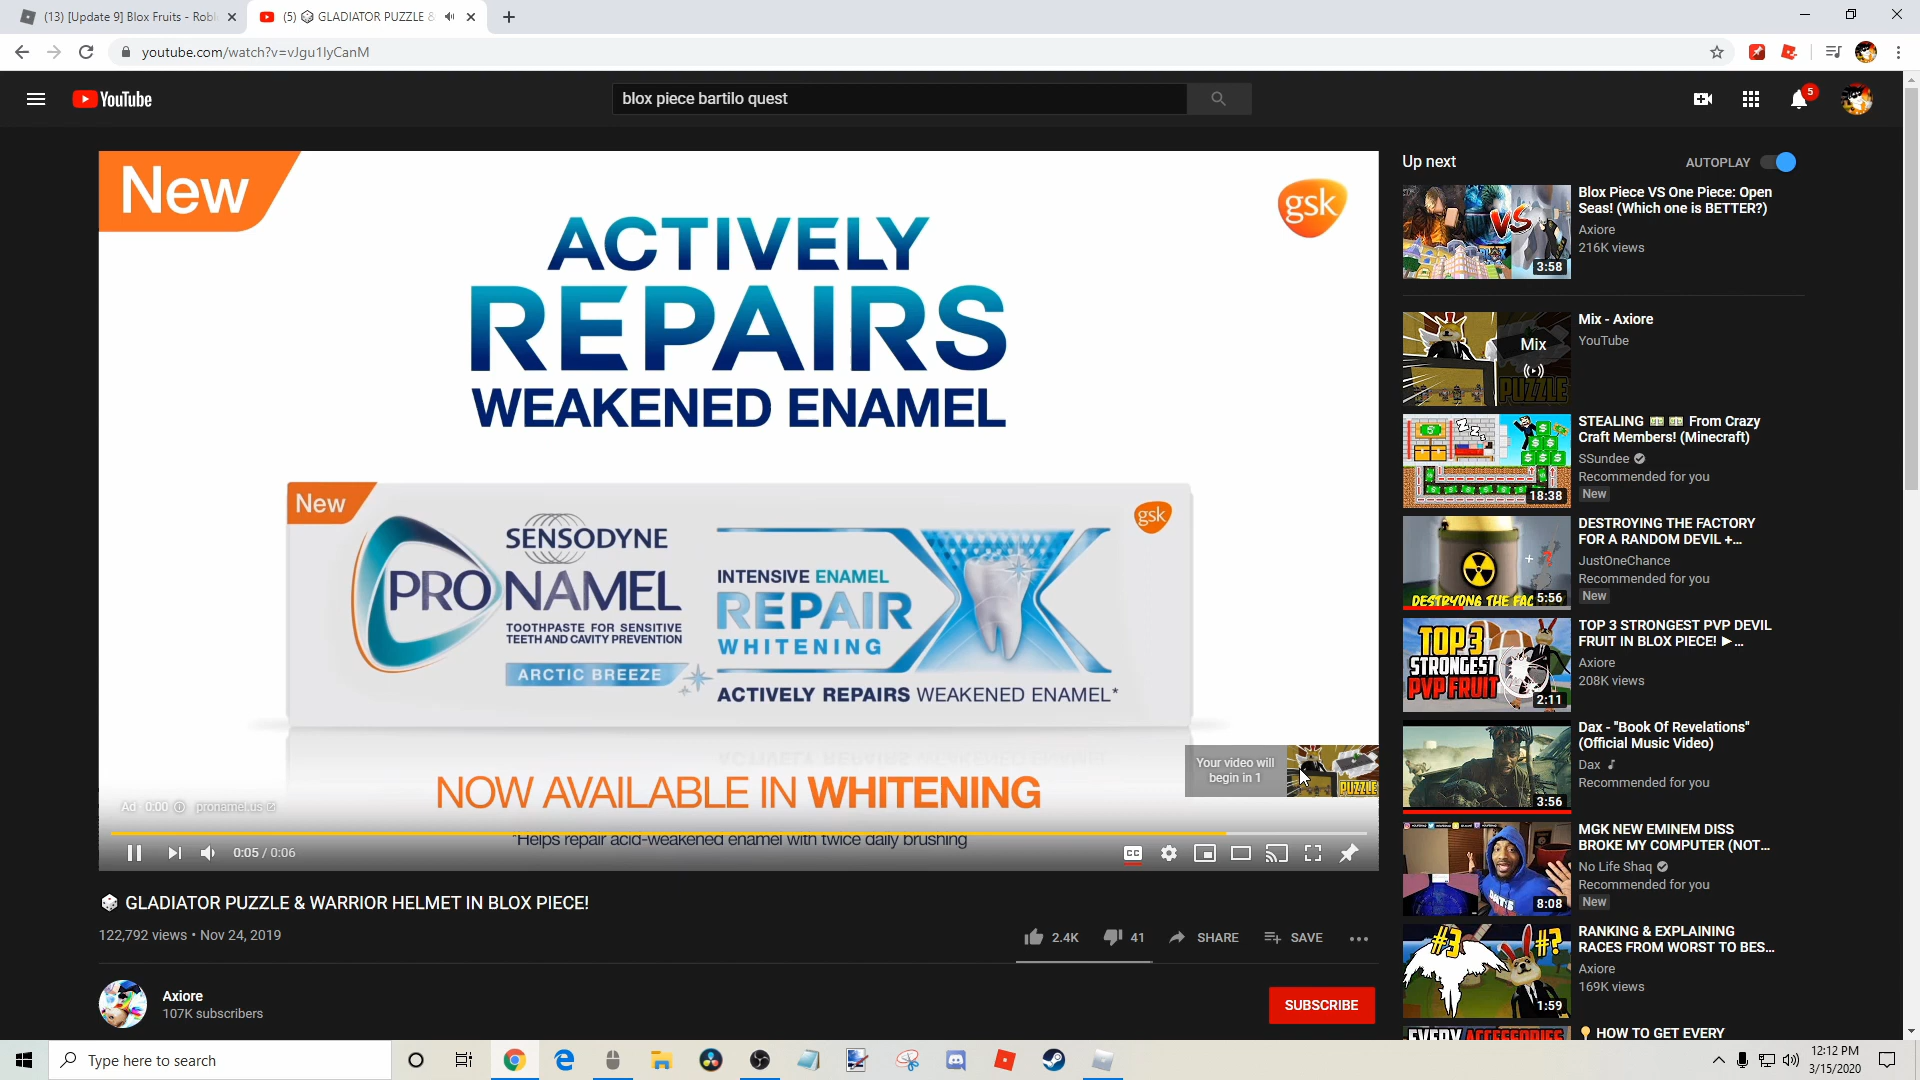 (13) [Update 9] Blox Fruits - Robl
(5) GLADIATOR PUZZLE &
youtube.com/watch?v=vJgu1IyCanM
YouTube
blox piece bartilo quest
5
New
gsk
ACTIVELY
REPAIRS
WEAKENED ENAMEL
New
gsk
SENSODYNE
PRONAMEL
TOOTHPASTE FOR SENSITIVE
TEETH AND CAVITY PREVENTION
ARCTIC BREEZE
INTENSIVE ENAMEL
REPAIR
WHITENING
ACTIVELY REPAIRS WEAKENED ENAMEL*
NOW AVAILABLE IN WHITENING
*Helps repair acid-weakened enamel with twice daily brushing
Your video will
begin in 1
PUZZLE
Ad · 0:00 pronamel.us
0:05 / 0:06
CC
GLADIATOR PUZZLE & WARRIOR HELMET IN BLOX PIECE!
122,792 views • Nov 24, 2019
2.4K
41
SHARE
SAVE
Axiore
107K subscribers
SUBSCRIBE
Up next
AUTOPLAY
VS
3:58
Blox Piece VS One Piece: Open
Seas! (Which one is BETTER?)
Axiore
216K views
Mix
PUZZLE
Mix - Axiore
YouTube
18:38
STEALING 💵 💵 From Crazy
Craft Members! (Minecraft)
SSundee
Recommended for you
New
DESTRYONG THE FAC
5:56
DESTROYING THE FACTORY
FOR A RANDOM DEVIL +...
JustOneChance
Recommended for you
New
TOP 3
STRONGEST
PVP FRUIT
2:11
TOP 3 STRONGEST PVP DEVIL
FRUIT IN BLOX PIECE! ▶...
Axiore
208K views
3:56
Dax - "Book Of Revelations"
(Official Music Video)
Dax
Recommended for you
8:08
MGK NEW EMINEM DISS
BROKE MY COMPUTER (NOT...
No Life Shaq
Recommended for you
New
#3
#?
1:59
RANKING & EXPLAINING
RACES FROM WORST TO BES...
Axiore
169K views
EVERY ACCESSORIES
HOW TO GET EVERY
Type here to search
12:12 PM
3/15/2020